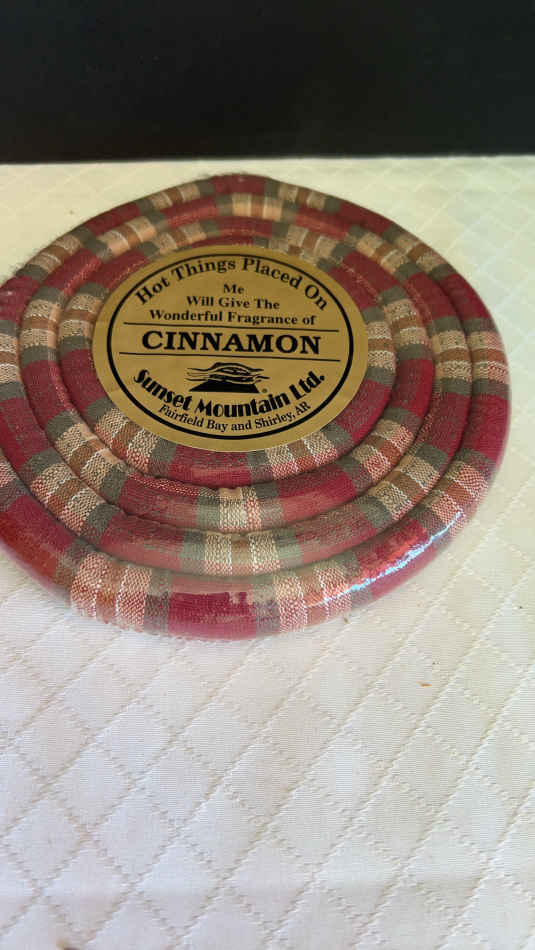 Hot Things Placed On
Me
Will Give The
Wonderful Fragrance of
CINNAMON
Sunset Mountain Ltd.
®
Fairfield Bay and Shirley, AR